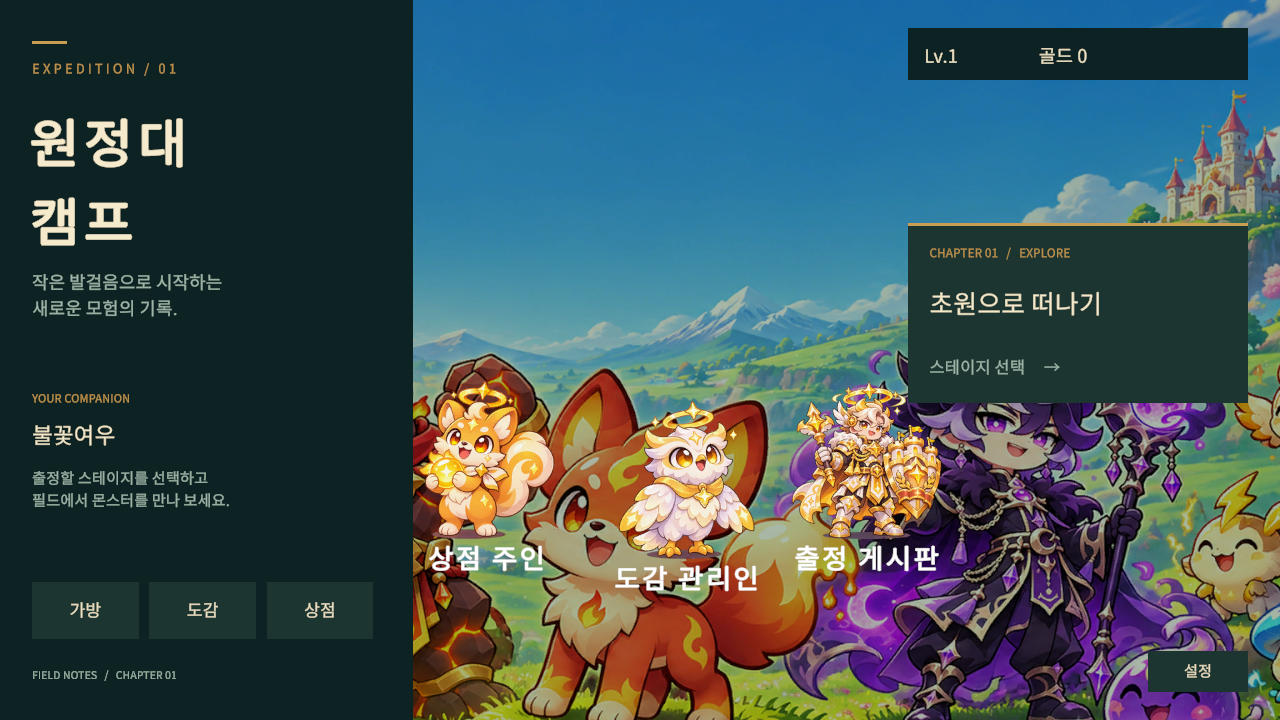 EXPEDITION / 01
원정대
캠프
작은 발걸음으로 시작하는
새로운 모험의 기록.
YOUR COMPANION
불꽃여우
출정할 스테이지를 선택하고
필드에서 몬스터를 만나 보세요.
가방
도감
상점
FIELD NOTES / CHAPTER 01
Lv.1
골드 0
CHAPTER 01 / EXPLORE
초원으로 떠나기
스테이지 선택 →
상점 주인
도감 관리인
출정 게시판
설정